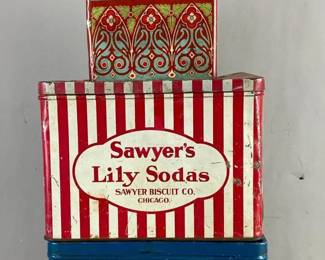 Sawyer's
Lily Sodas
SAWYER BISCUIT CO.
CHICAGO.